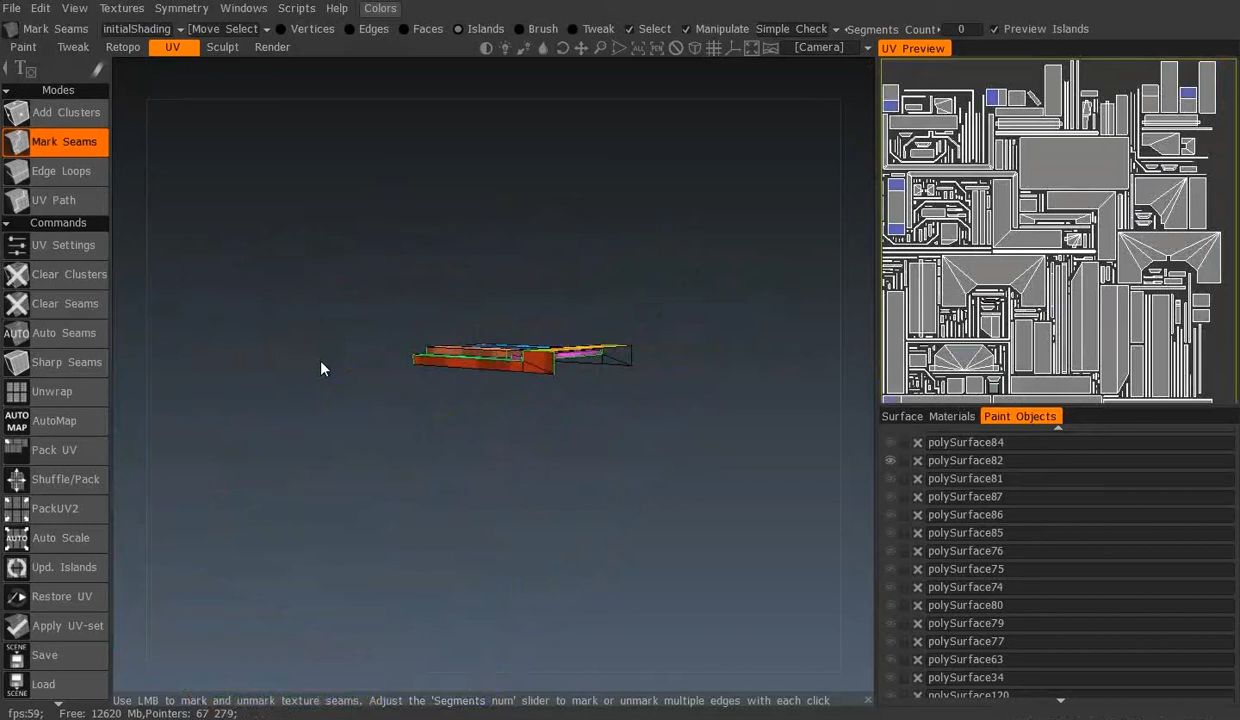 File Edit View Textures Symmetry Windows Scripts Help Colors
Mark Seams initialShading [Move Select] Vertices Edges Faces Islands Brush Tweak Select Manipulate Simple Check Segments Count 0 Preview Islands
Paint Tweak Retopo UV Sculpt Render [Camera] UV Preview
Modes
Add Clusters
Mark Seams
Edge Loops
UV Path
Commands
UV Settings
Clear Clusters
Clear Seams
AUTO Auto Seams
Sharp Seams
Unwrap
AUTO MAP AutoMap
Pack UV
Shuffle/Pack
PackUV2
AUTO Auto Scale
Upd. Islands
Restore UV
Apply UV-set
SCENE Save
Load
SCENE
Surface Materials Paint Objects
polySurface84
polySurface82
polySurface81
polySurface87
polySurface86
polySurface85
polySurface76
polySurface75
polySurface74
polySurface80
polySurface79
polySurface77
polySurface63
polySurface34
polySurface120
Use LMB to mark and unmark texture seams. Adjust the 'Segments num' slider to mark or unmark multiple edges with each click
fps:59; Free: 12620 Mb,Pointers: 67 279;